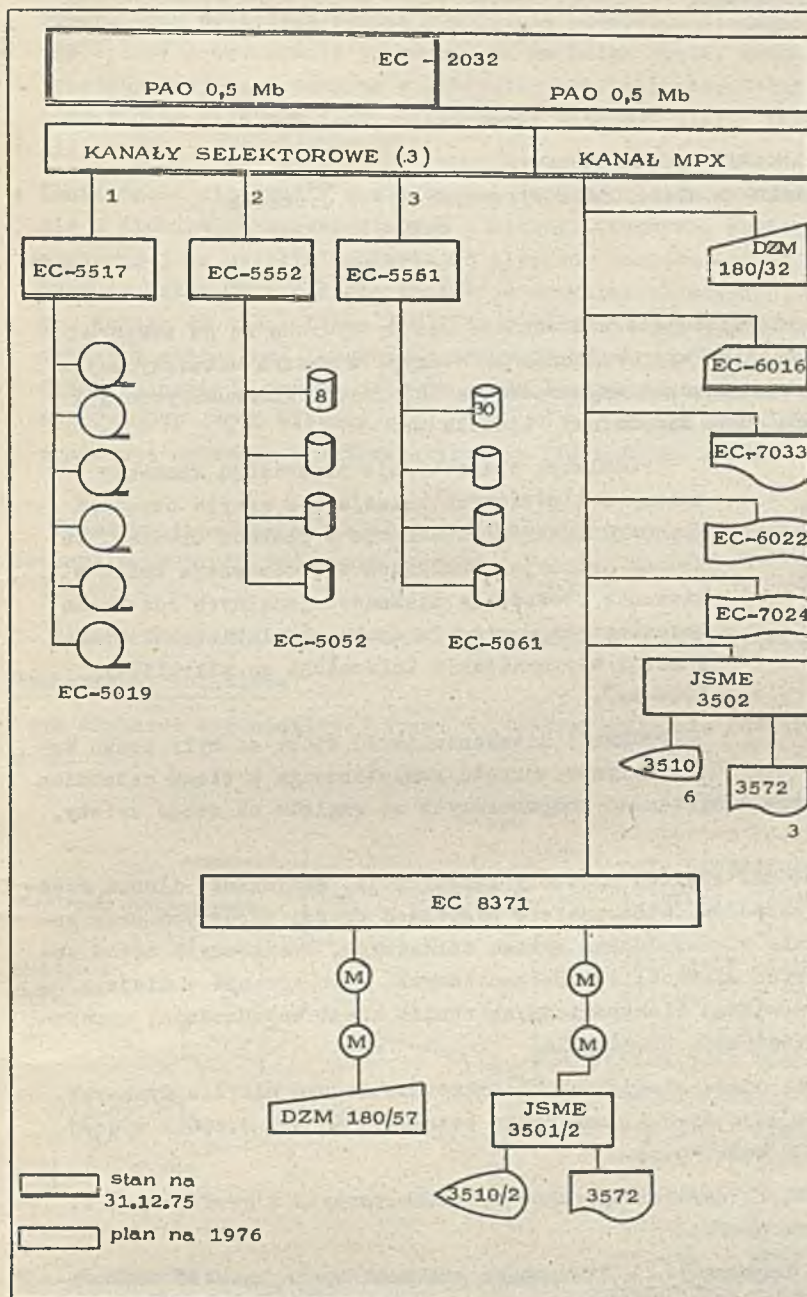 EC - 2032
PAO 0,5 Mb
PAO 0,5 Mb
KANAŁY SELEKTOROWE (3)
KANAŁ MPX
1
2
3
EC-5517
EC-5552
EC-5561
DZM
180/32
EC-6016
8
30
EC-7033
EC-6022
EC-7024
EC-5052
EC-5061
EC-5019
JSME
3502
3510
6
3572
3
EC 8371
M
M
M
M
DZM 180/57
JSME
3501/2
3510/2
3572
stan na
31.12.75
plan na 1976